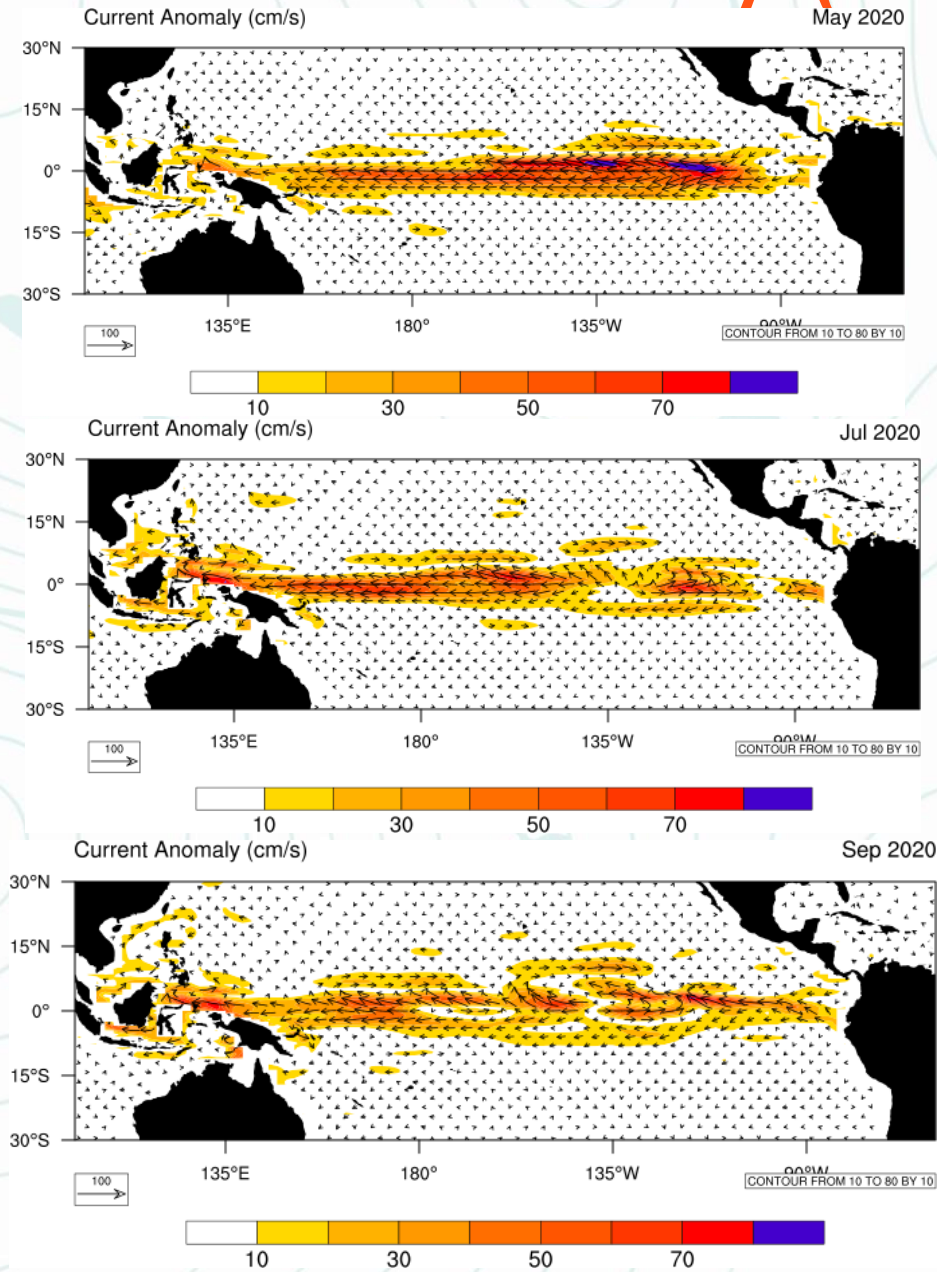 Current Anomaly (cm/s) May 2020
30°N
15°N
0°
15°S
30°S
135°E 180° 135°W 90°W
100
CONTOUR FROM 10 TO 80 BY 10
10 30 50 70
Current Anomaly (cm/s) Jul 2020
30°N
15°N
0°
15°S
30°S
135°E 180° 135°W 90°W
100
CONTOUR FROM 10 TO 80 BY 10
10 30 50 70
Current Anomaly (cm/s) Sep 2020
30°N
15°N
0°
15°S
30°S
135°E 180° 135°W 90°W
100
CONTOUR FROM 10 TO 80 BY 10
10 30 50 70